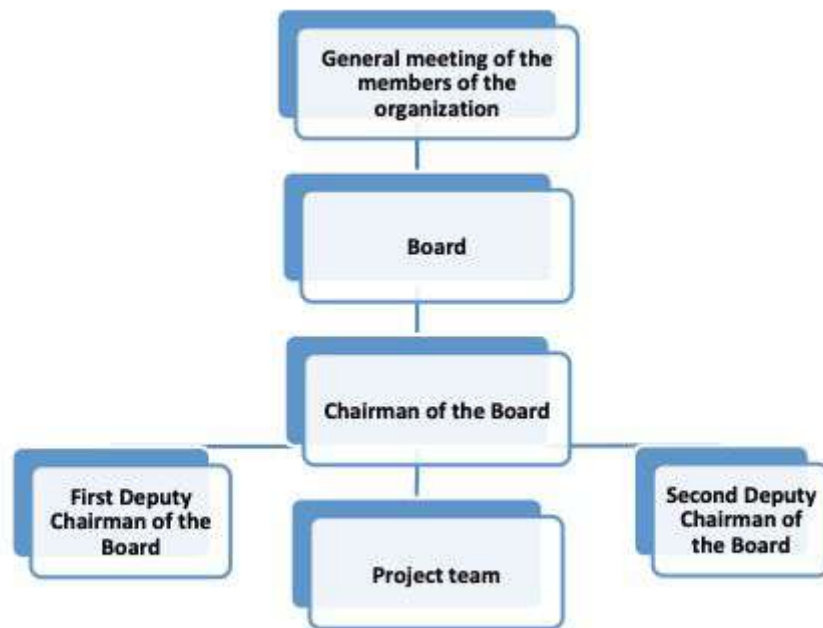 General meeting of the
members of the
organization
Board
Chairman of the Board
First Deputy
Chairman of the
Board
Project team
Second Deputy
Chairman of
the Board